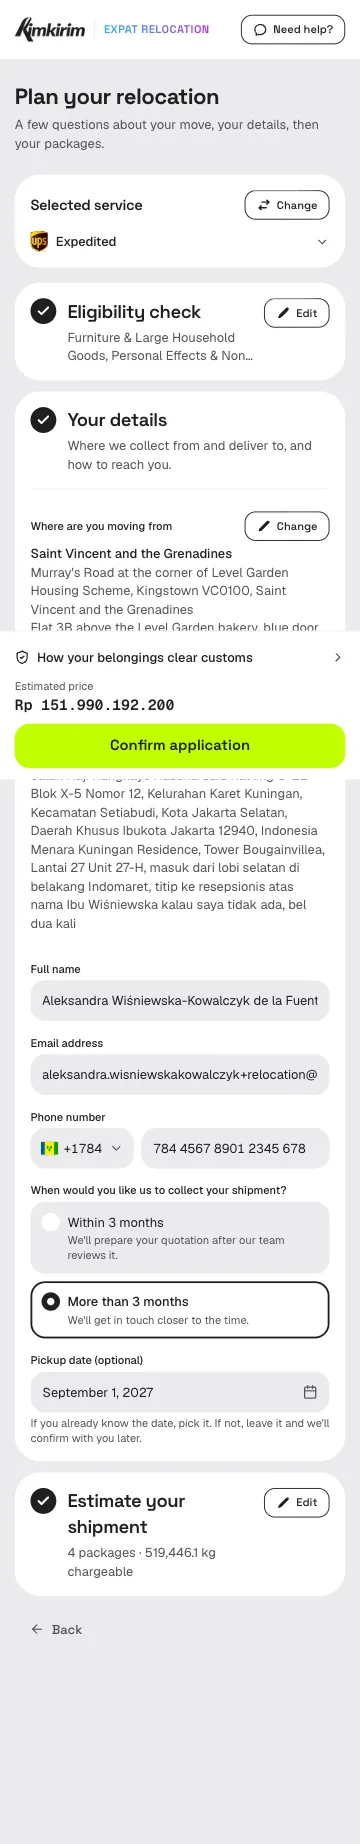 Kimkirim
EXPAT RELOCATION
Need help?
Plan your relocation
A few questions about your move, your details, then
your packages.
Selected service
Change
ups
Expedited
Eligibility check
Edit
Furniture & Large Household
Goods, Personal Effects & Non...
Your details
Where we collect from and deliver to, and
how to reach you.
Where are you moving from
Change
Saint Vincent and the Grenadines
Murray's Road at the corner of Level Garden
Housing Scheme, Kingstown VC0100, Saint
Vincent and the Grenadines
Flat 3B above the Level Garden bakery, blue door
How your belongings clear customs
Estimated price
Rp 151.990.192.200
Confirm application
Blok X-5 Nomor 12, Kelurahan Karet Kuningan,
Kecamatan Setiabudi, Kota Jakarta Selatan,
Daerah Khusus Ibukota Jakarta 12940, Indonesia
Menara Kuningan Residence, Tower Bougainvillea,
Lantai 27 Unit 27-H, masuk dari lobi selatan di
belakang Indomaret, titip ke resepsionis atas
nama Ibu Wiśniewska kalau saya tidak ada, bel
dua kali
Full name
Aleksandra Wiśniewska-Kowalczyk de la Fuent
Email address
aleksandra.wisniewskakowalczyk+relocation@
Phone number
+1784
784 4567 8901 2345 678
When would you like us to collect your shipment?
Within 3 months
We'll prepare your quotation after our team
reviews it.
More than 3 months
We'll get in touch closer to the time.
Pickup date (optional)
September 1, 2027
If you already know the date, pick it. If not, leave it and we'll
confirm with you later.
Estimate your
shipment
Edit
4 packages · 519,446.1 kg
chargeable
Back